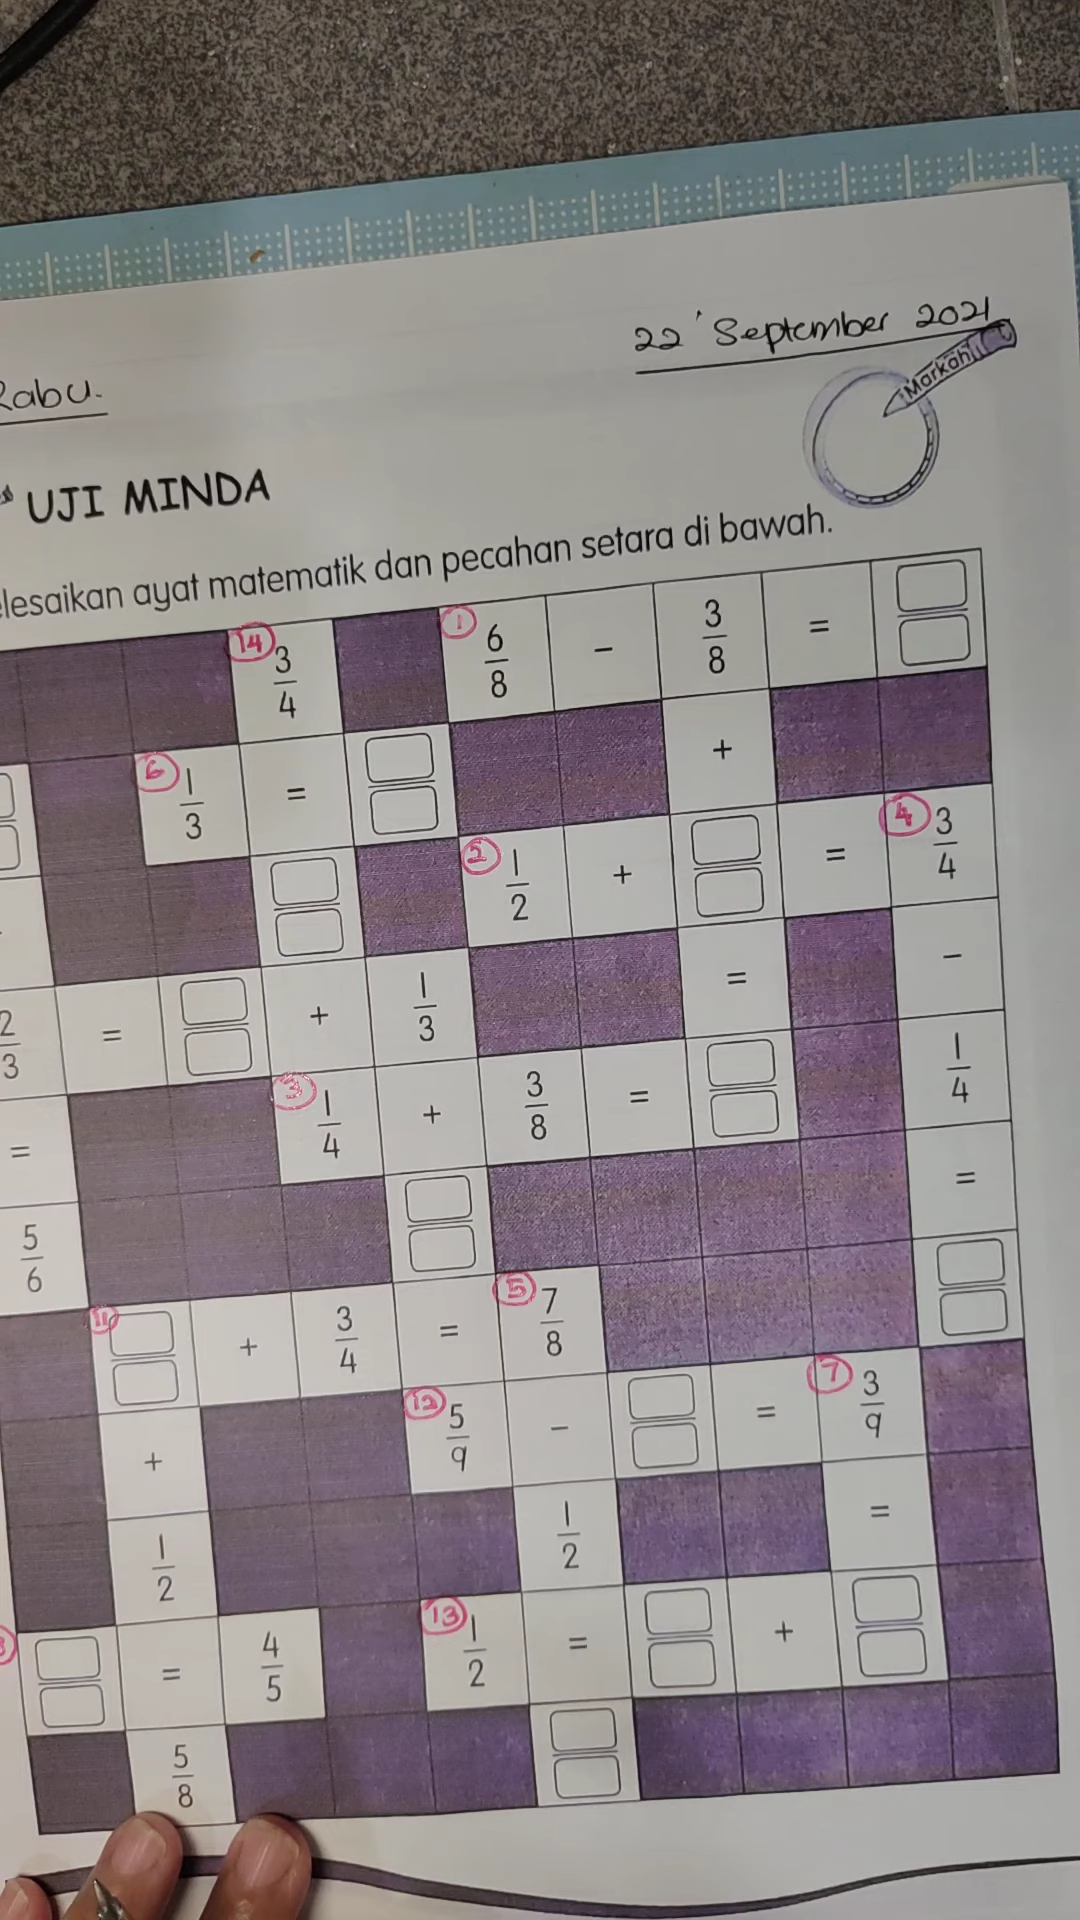 22 September 2021
Rabu.
Markah
UJI MINDA
elesaikan ayat matematik dan pecahan setara di bawah.
14 3/4 1 6/8 - 3/8 =
6 1/3 = +
2 1/2 + = 4 3/4
2/3 = + 1/3 = -
= 3 1/4 + 3/8 = 1/4
5/6 =
11 + 3/4 = 5 7/8
+ 12 5/9 - = 7 3/9
1/2 1/2 =
= 4/5 13 1/2 = +
5/8